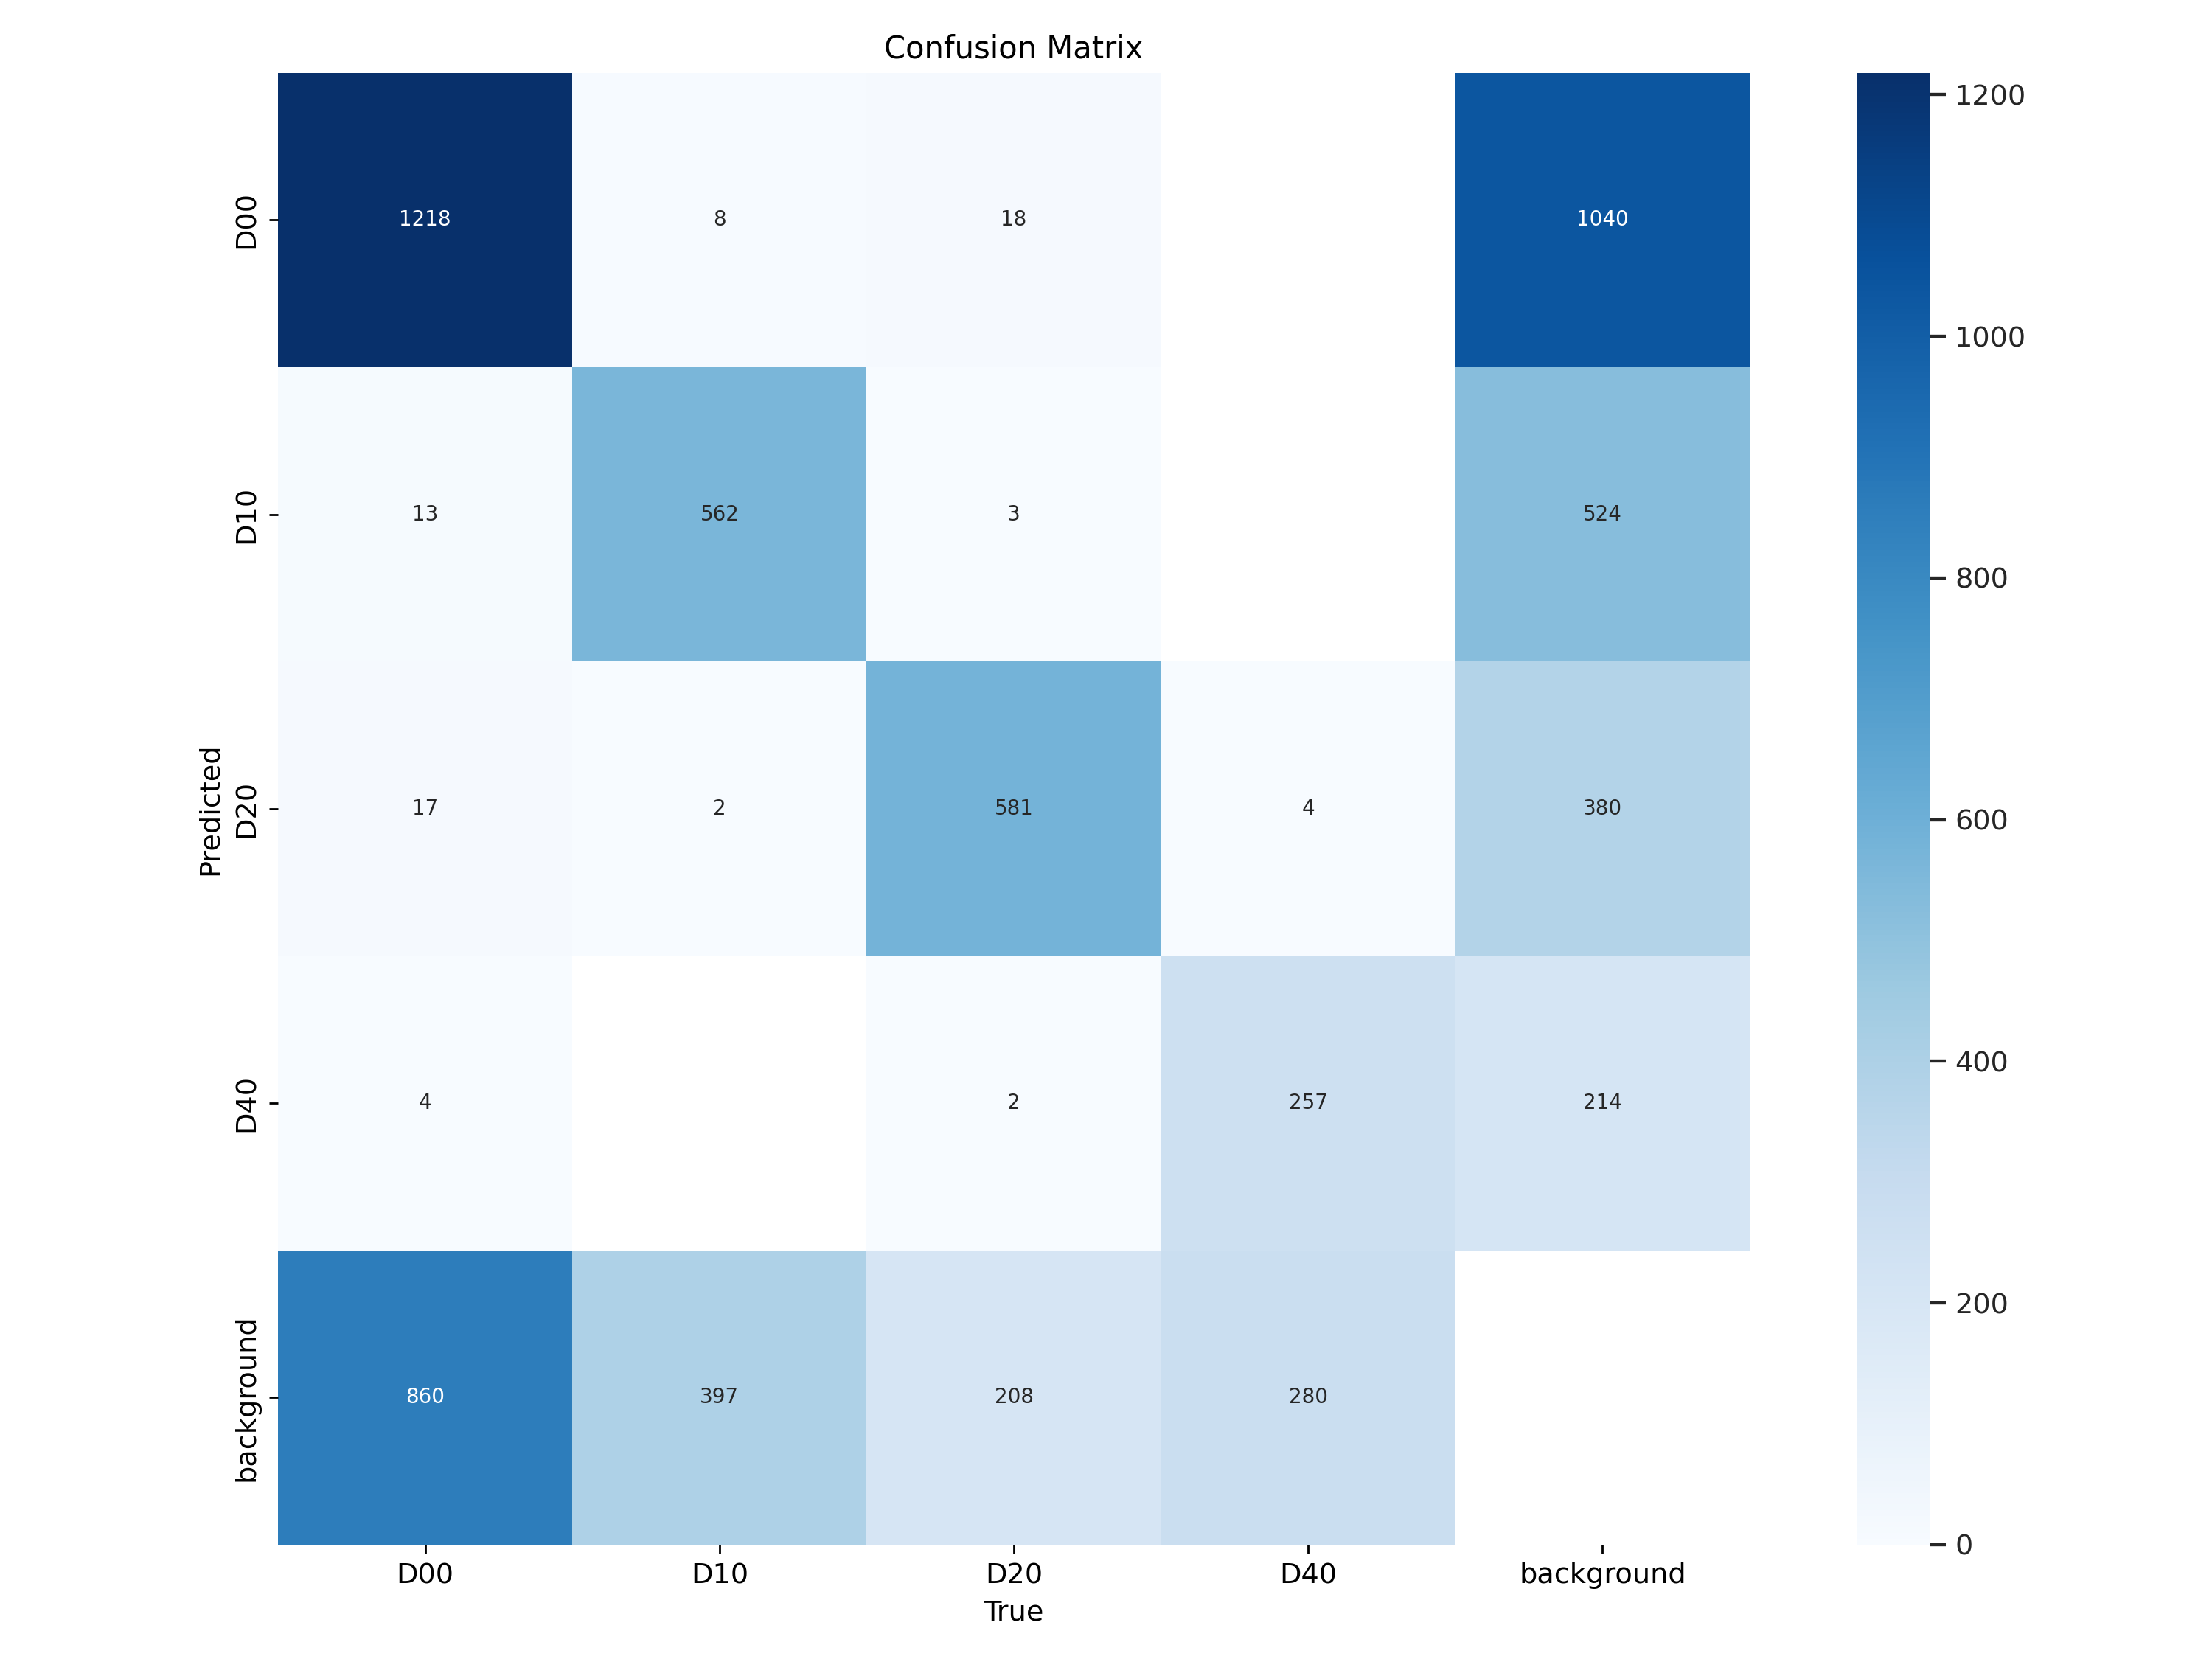 Confusion Matrix
D00 1218 8 18 1040
D10 13 562 3 524
D20 17 2 581 4 380
D40 4 2 257 214
background 860 397 208 280
D00 D10 D20 D40 background
True
Predicted
1200
1000
800
600
400
200
0